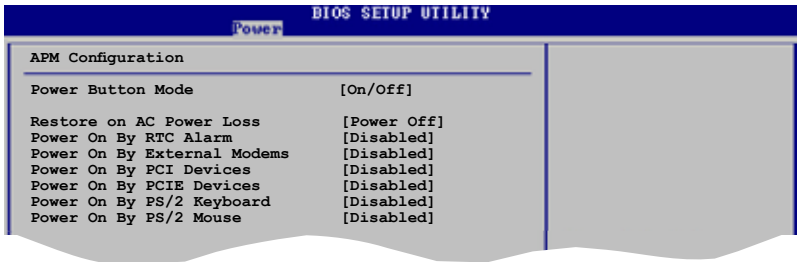 BIOS SETUP UTILITY
Power
APM Configuration
Power Button Mode [On/Off]
Restore on AC Power Loss [Power Off]
Power On By RTC Alarm [Disabled]
Power On By External Modems [Disabled]
Power On By PCI Devices [Disabled]
Power On By PCIE Devices [Disabled]
Power On By PS/2 Keyboard [Disabled]
Power On By PS/2 Mouse [Disabled]